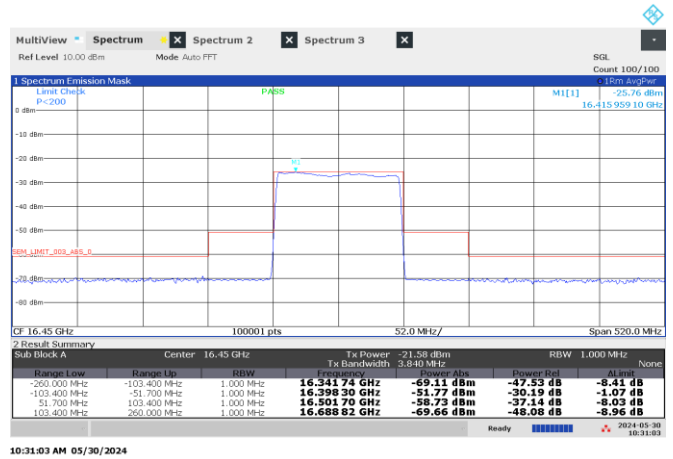 MultiView Spectrum X Spectrum 2 X Spectrum 3 X
Ref Level 10.00 dBm Mode Auto FFT SGL
Count 100/100
1 Spectrum Emission Mask 1Rm AvgPwr
Limit Check PASS M1[1] -25.76 dBm
P<200 16.415 959 10 GHz
0 dBm
-10 dBm
-20 dBm
M1
-30 dBm
-40 dBm
-50 dBm
SEM_LIMIT_003_ABS_0
-70 dBm
-80 dBm
CF 16.45 GHz 100001 pts 52.0 MHz/ Span 520.0 MHz
2 Result Summary
Sub Block A Center 16.45 GHz Tx Power -21.58 dBm RBW 1.000 MHz
Tx Bandwidth 3.840 MHz None
Range Low Range Up RBW Frequency Power Abs Power Rel ΔLimit
-260.000 MHz -103.400 MHz 1.000 MHz 16.341 74 GHz -69.11 dBm -47.53 dB -8.41 dB
-103.400 MHz -51.700 MHz 1.000 MHz 16.398 30 GHz -51.77 dBm -30.19 dB -1.07 dB
51.700 MHz 103.400 MHz 1.000 MHz 16.501 70 GHz -58.73 dBm -37.14 dB -8.03 dB
103.400 MHz 260.000 MHz 1.000 MHz 16.688 82 GHz -69.66 dBm -48.08 dB -8.96 dB
Ready 2024-05-30
10:31:03
10:31:03 AM 05/30/2024